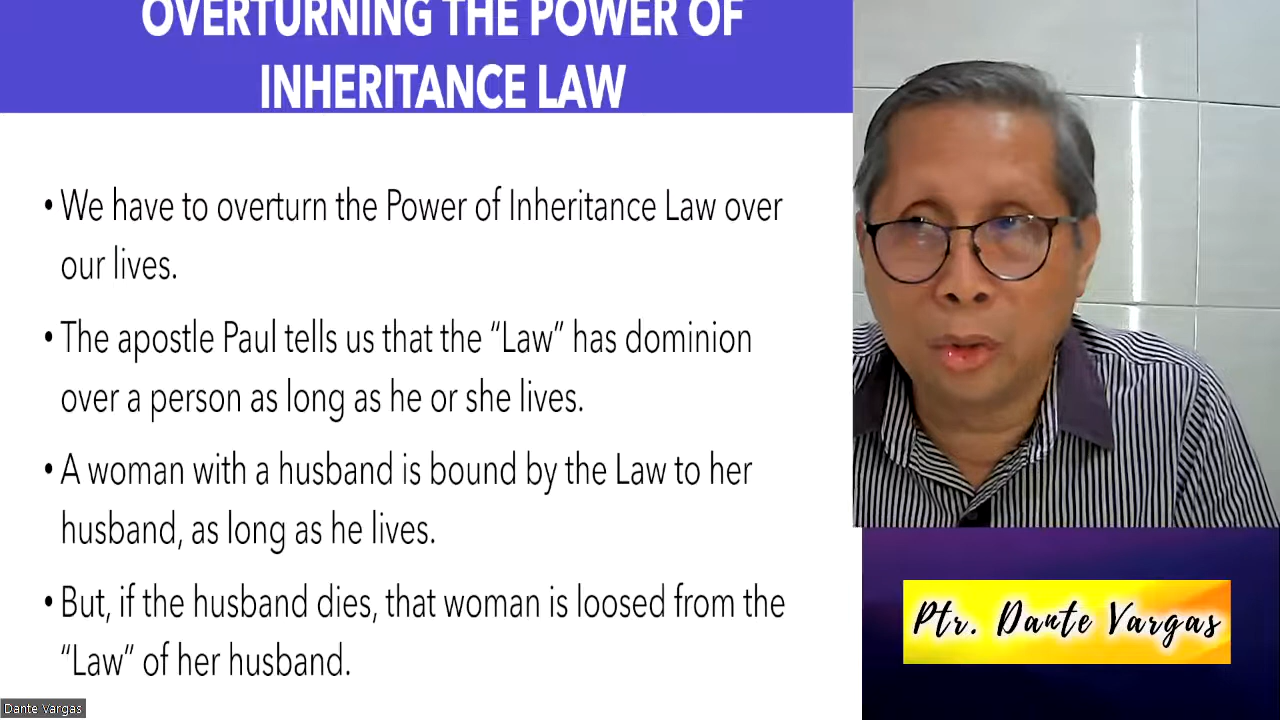 OVERTURNING THE POWER OF
INHERITANCE LAW
• We have to overturn the Power of Inheritance Law over
our lives.
• The apostle Paul tells us that the “Law” has dominion
over a person as long as he or she lives.
• A woman with a husband is bound by the Law to her
husband, as long as he lives.
• But, if the husband dies, that woman is loosed from the
“Law” of her husband.
Ptr. Dante Vargas
Dante Vargas